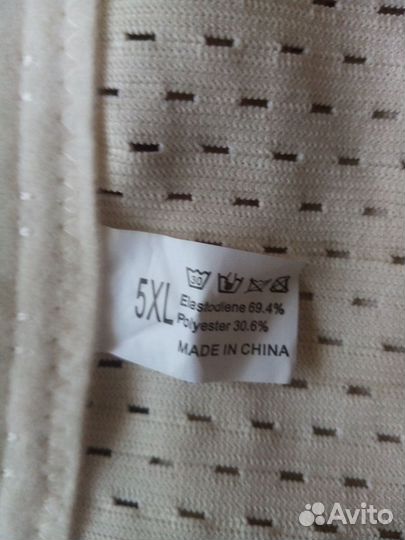 30
5XL
Elastodiene 69.4%
Polyester 30.6%
MADE IN CHINA
Avito